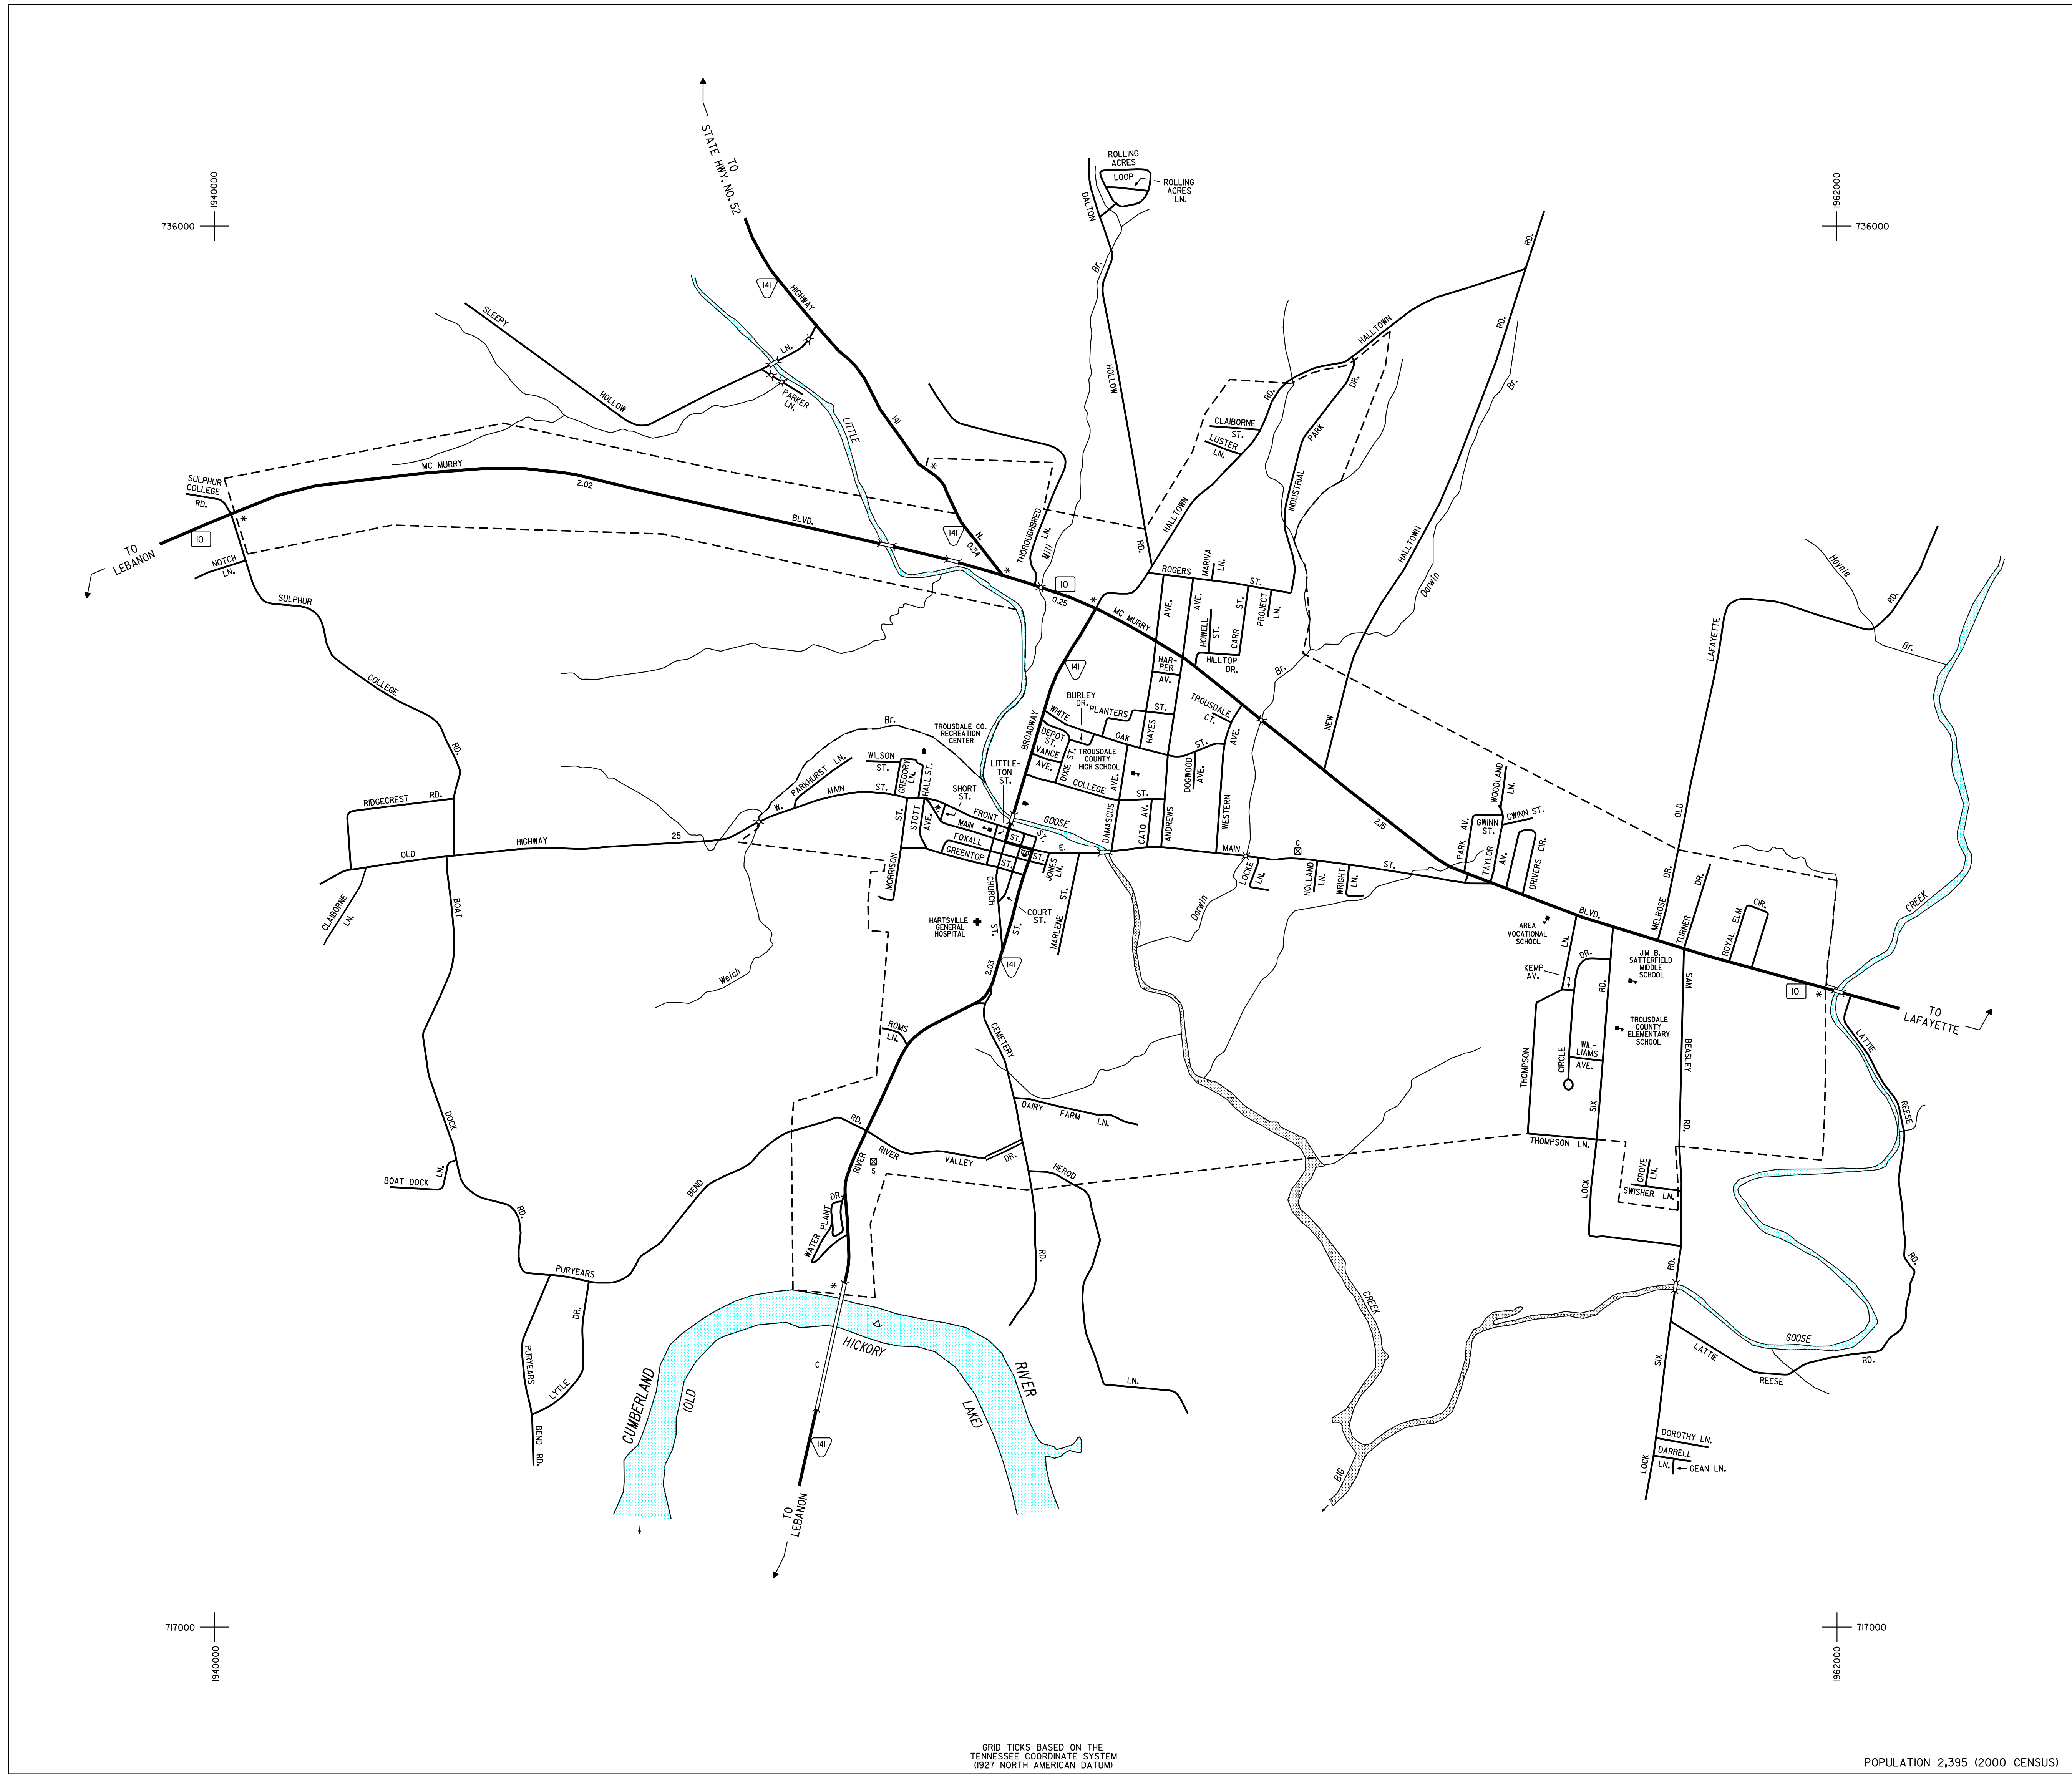 1940000
736000
1962000
736000
TO
STATE HWY. NO. 52
ROLLING
ACRES
LOOP
ROLLING
ACRES
LN.
DALTON
Br.
HOLLOW
RD.
141
HIGHWAY
141
SLEEPY
HOLLOW
LN.
PARKER
LN.
LITTLE
RD.
RD.
HALLTOWN
NEW
Br.
Darwin
Br.
HALLTOWN
RD.
HALLTOWN
CLAIBORNE
ST.
LUSTER
LN.
INDUSTRIAL
PARK
DR.
SULPHUR
COLLEGE
RD.
MC MURRY
2.02
BLVD.
10
TO
LEBANON
NOTCH
LN.
SULPHUR
COLLEGE
RD.
141
N.
0.34
THOROUGHBRED
LN.
Mill
10
0.25
MC MURRY
ROGERS
ST.
MARIVA
LN.
AVE.
AVE.
HOWELL
ST.
CARR
ST.
PROJECT
LN.
HILLTOP
DR.
HAR-
PER
AV.
141
BROADWAY
BURLEY
DR.
WHITE
PLANTERS
ST.
OAK
ST.
HAYES
TROUSDALE
CT.
DEPOT
ST.
VANCE
AVE.
DIXIE ST.
TROUSDALE
COUNTY
HIGH SCHOOL
COLLEGE
ST.
DAMASCUS
AVE.
CATO AV.
ANDREWS
DOGWOOD
AVE.
WESTERN
AVE.
Br.
TROUSDALE CO.
RECREATION
CENTER
LITTLE-
TON
ST.
WILSON
ST.
GREGORY
LN.
HALL ST.
SHORT
ST.
PARKHURST LN.
W.
MAIN
ST.
FRONT
ST.
W.
MAIN
ST.
FOXALL
ST.
GREENTOP
ST.
STOTT
AVE.
MORRISON
ST.
GOOSE
E.
MAIN
ST.
JONES
LN.
MARLENE
ST.
CHURCH
ST.
COURT
ST.
ST.
HARTSVILLE
GENERAL
HOSPITAL
2.03
141
RIDGECREST
RD.
OLD
HIGHWAY
25
CLAIBORNE
LN.
BOAT
DOCK
RD.
BOAT DOCK
LN.
Welch
Darwin
LOCKE
LN.
C
HOLLAND
LN.
WRIGHT
LN.
2.15
PARK AV.
GWINN
ST.
GWINN ST.
WOODLAND
LN.
TAYLOR
AV.
DRIVERS CIR.
LAFAYETTE
RD.
OLD
Haynie
Br.
CREEK
MELROSE
DR.
TURNER
DR.
ROYAL ELM
CIR.
BLVD.
AREA
VOCATIONAL
SCHOOL
KEMP
AV.
LN.
DR.
RD.
JIM B.
SATTERFIELD
MIDDLE
SCHOOL
TROUSDALE
COUNTY
ELEMENTARY
SCHOOL
SAM
BEASLEY
RD.
THOMPSON
CIRCLE
WIL-
LIAMS
AVE.
SIX
THOMPSON LN.
LOCK
GROVE
LN.
SWISHER LN.
10
TO
LAFAYETTE
LATTIE
REESE
RD.
ROMS
LN.
CEMETERY
RD.
DAIRY FARM LN.
RD.
RIVER
VALLEY
DR.
RIVER
S
HEROD
LN.
WATER PLANT
DR.
BEND
PURYEARS
DR.
PURYEARS
LYTLE
BEND RD.
HICKORY
CUMBERLAND
RIVER
(OLD
LAKE)
C
141
TO
LEBANON
CREEK
BIG
RD.
GOOSE
LATTIE
REESE
RD.
SIX
LOCK
DOROTHY LN.
DARRELL
LN.
GEAN LN.
717000
1940000
717000
1962000
GRID TICKS BASED ON THE
TENNESSEE COORDINATE SYSTEM
(1927 NORTH AMERICAN DATUM)
POPULATION 2,395 (2000 CENSUS)